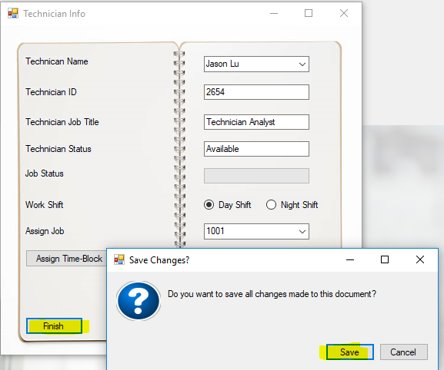 Technician Info
Technican Name
Jason Lu
Technician ID
2654
Technician Job Title
Technician Analyst
Technician Status
Available
Job Status
Work Shift
Day Shift
Night Shift
Assign Job
1001
Assign Time-Block
Finish
Save Changes?
Do you want to save all changes made to this document?
Save
Cancel